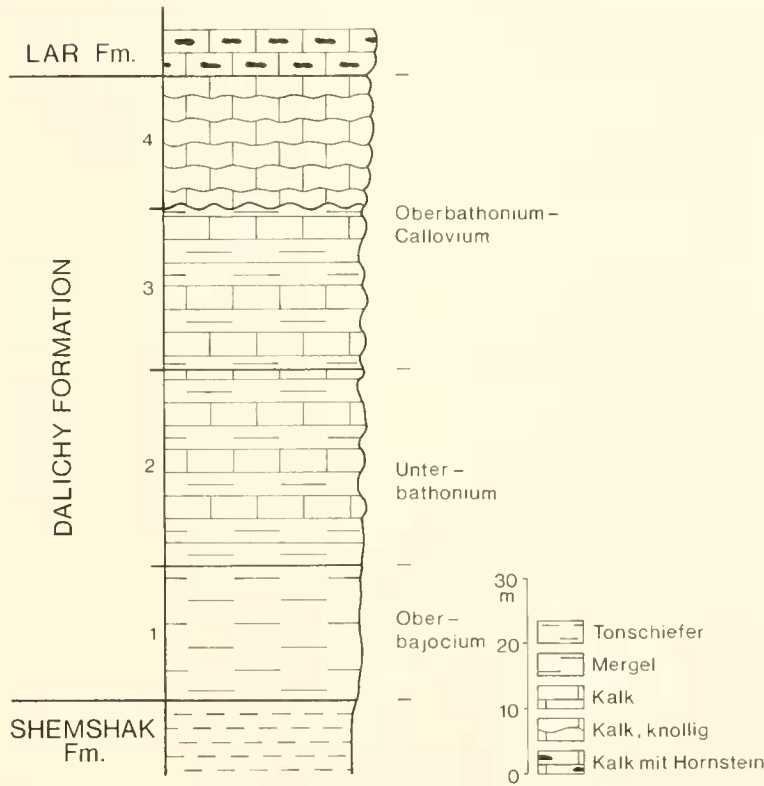 LAR Fm.
4
Oberbathonium –
Callovium
3
DALICHY FORMATION
2
Unter –
bathonium
1
Ober –
bajocium
SHEMSHAK
Fm.
30
m
20
10
0
Tonschiefer
Mergel
Kalk
Kalk, knollig
Kalk mit Hornstein